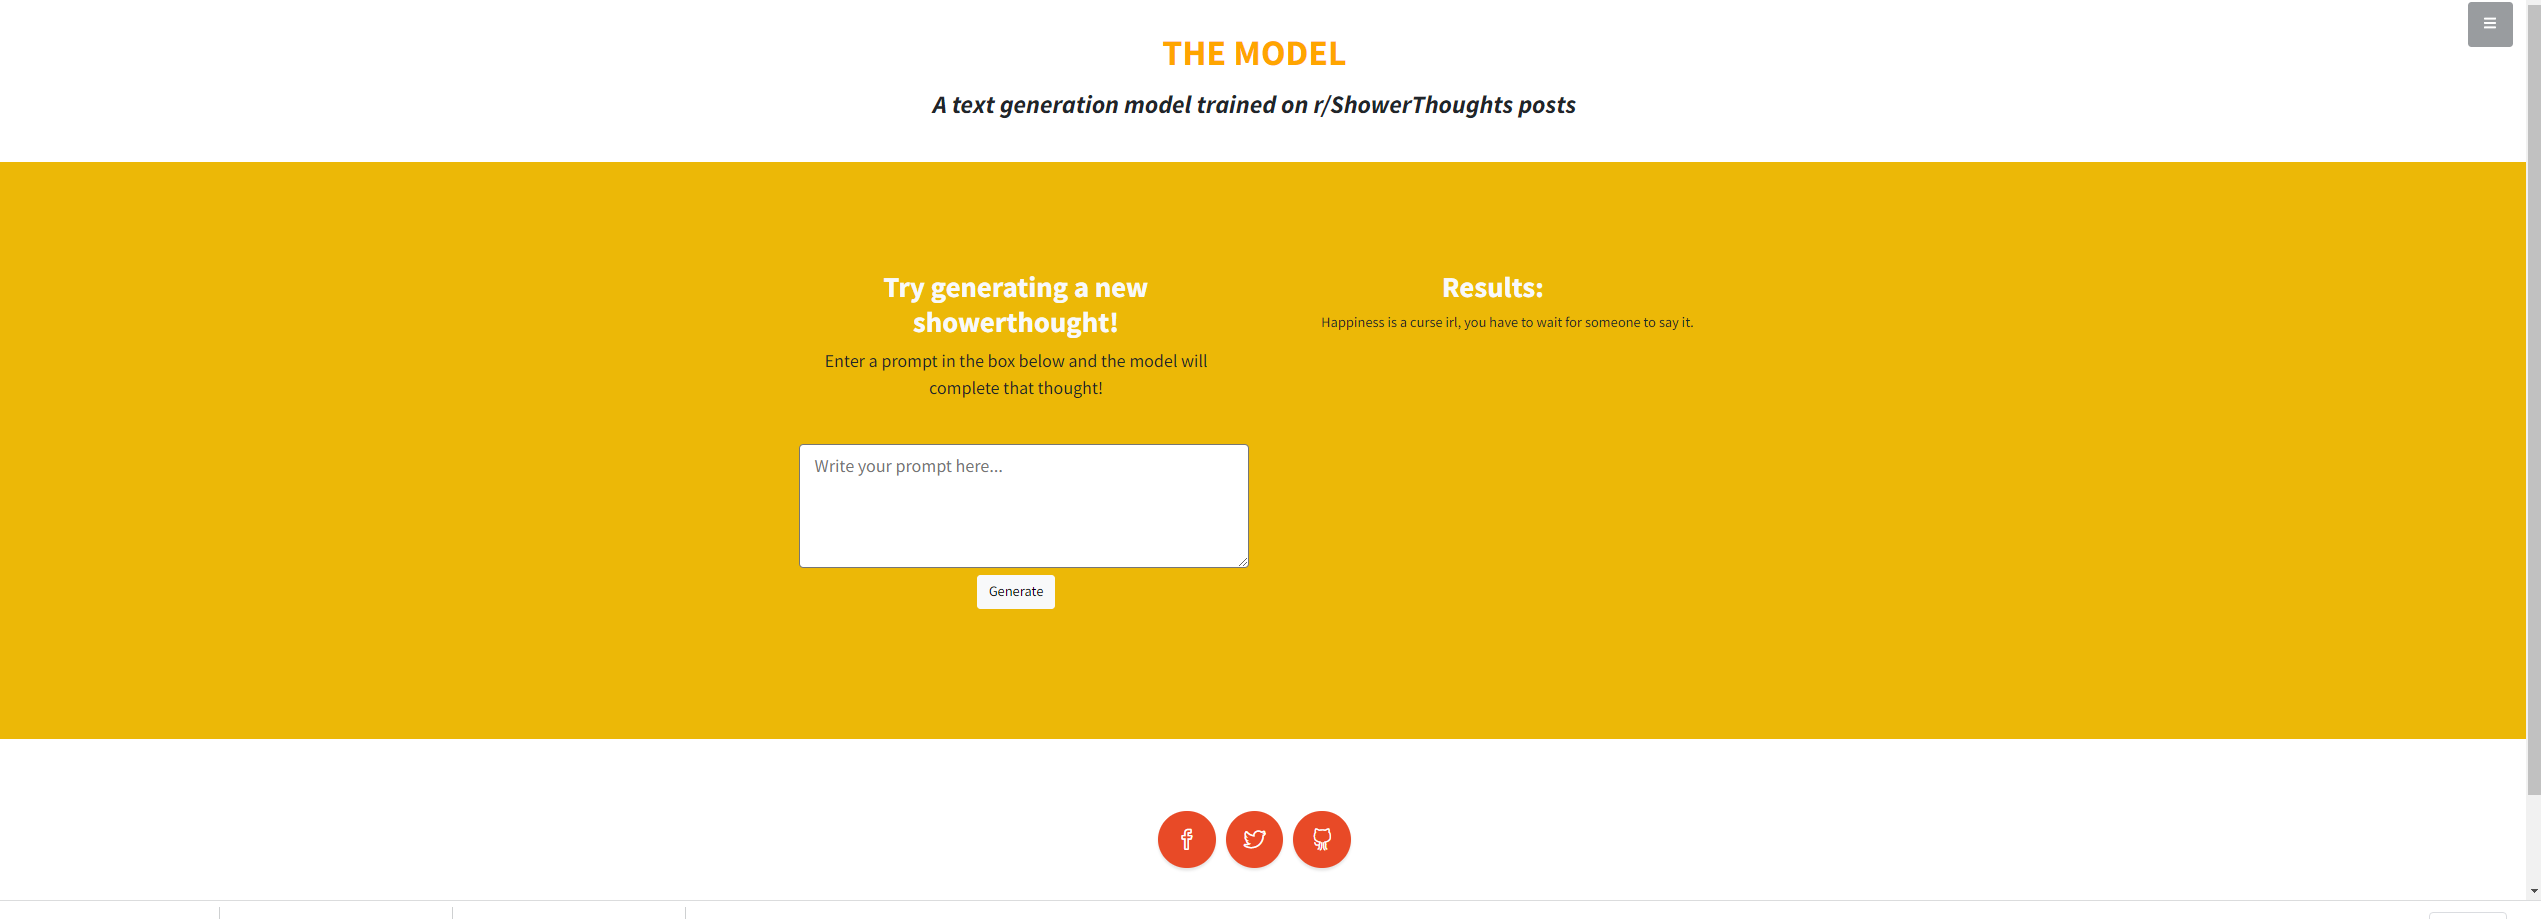 THE MODEL
A text generation model trained on r/ShowerThoughts posts
Try generating a new
showerthought!
Enter a prompt in the box below and the model will
complete that thought!
Write your prompt here...
Generate
Results:
Happiness is a curse irl, you have to wait for someone to say it.